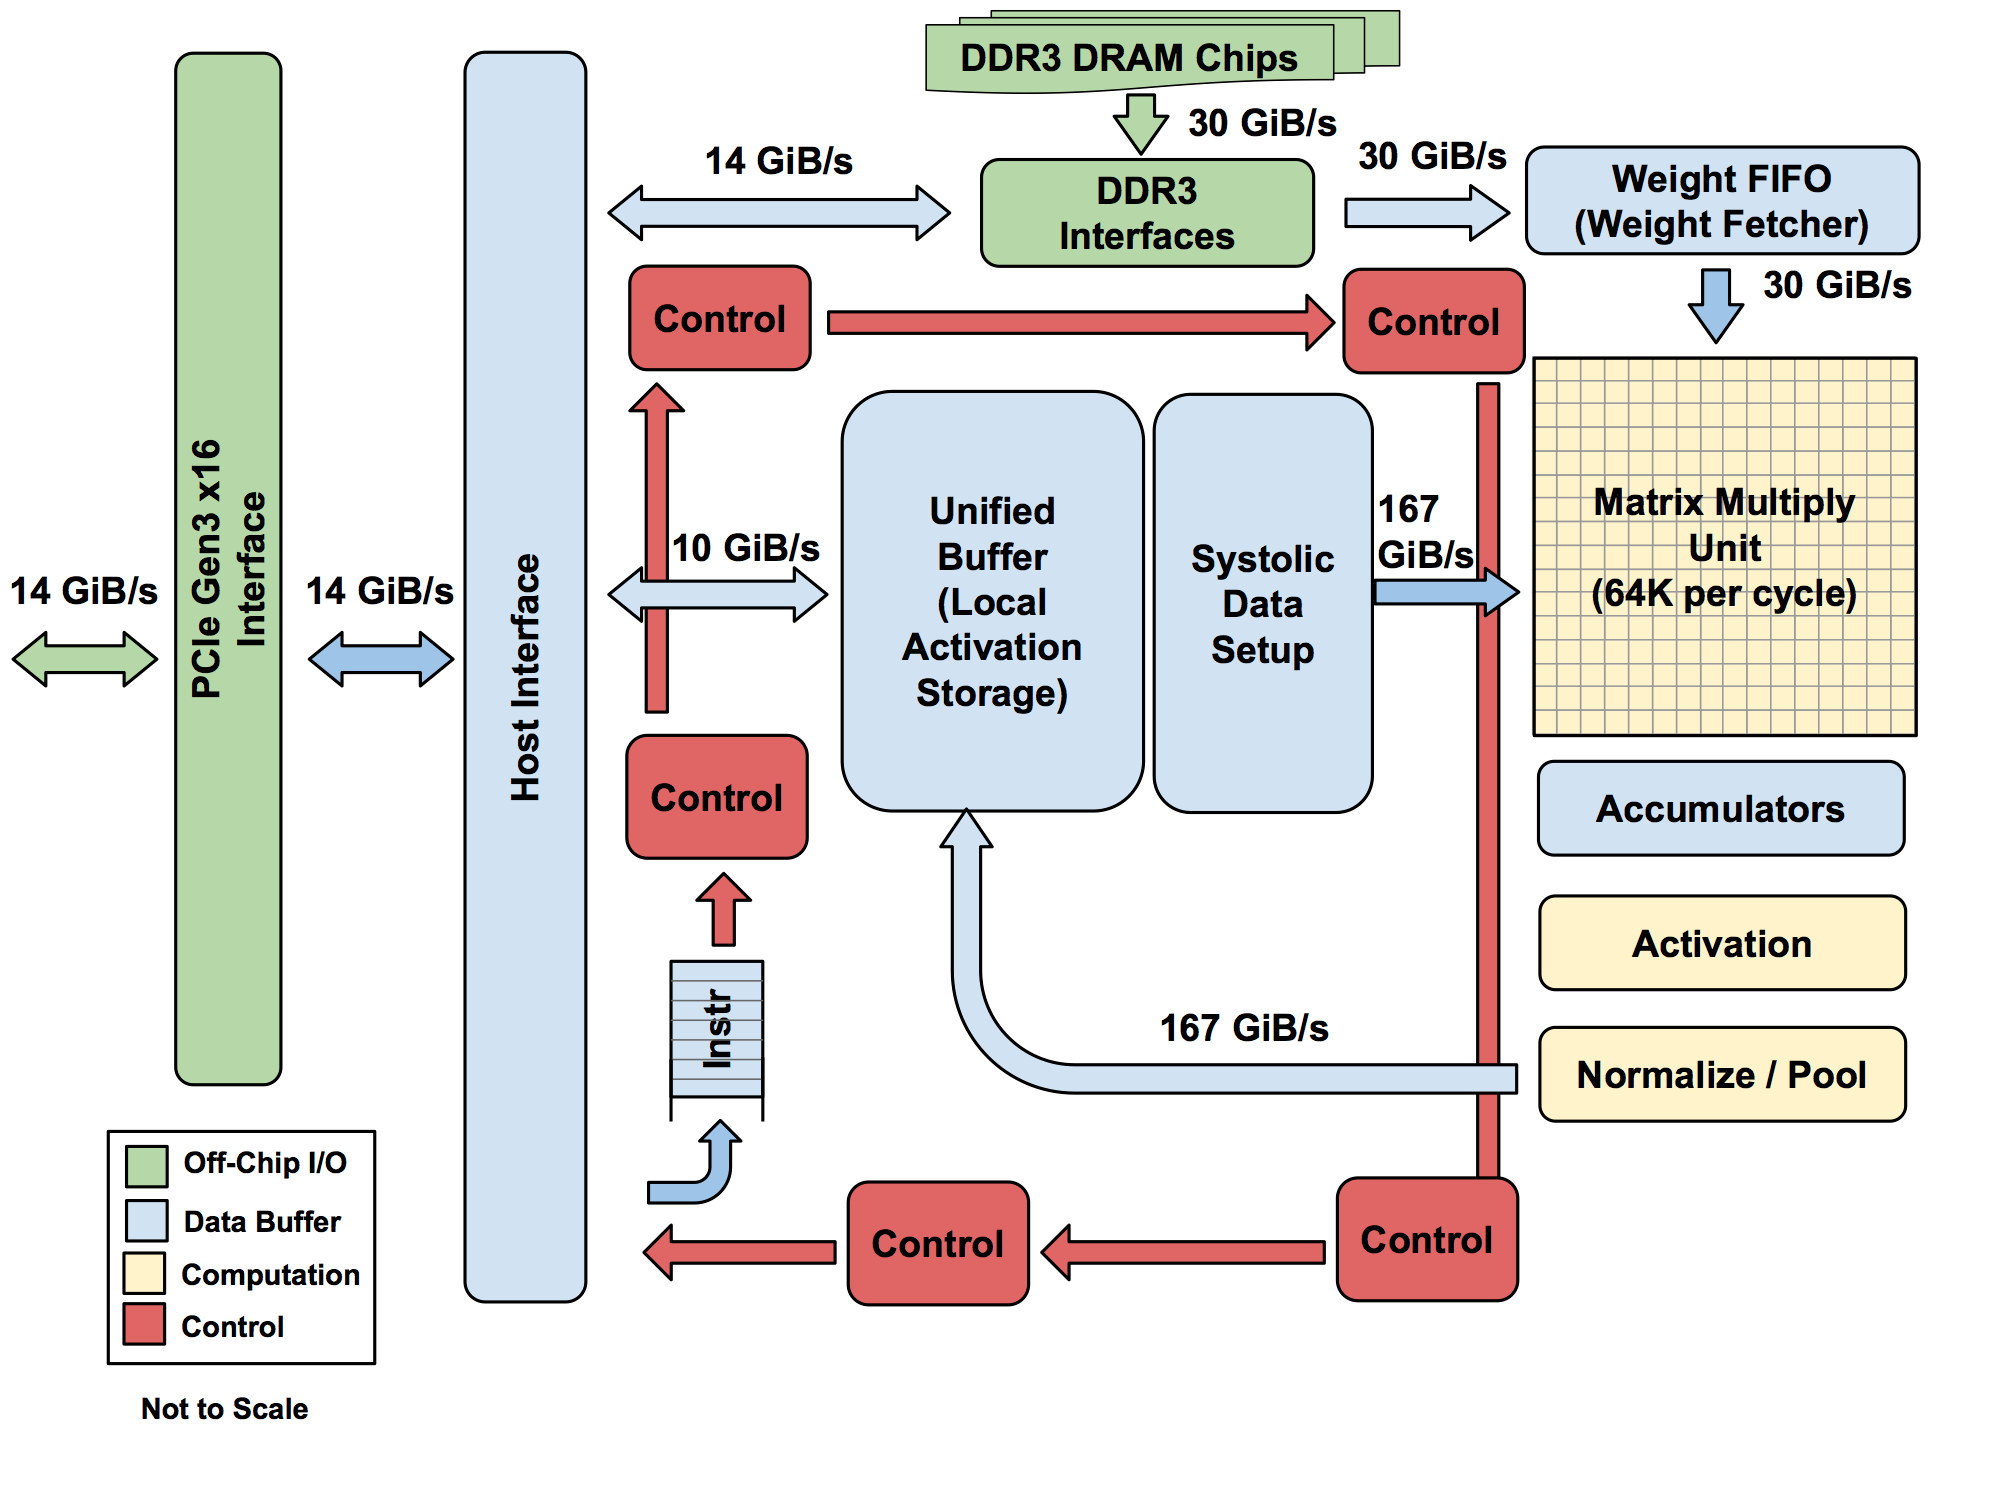 DDR3 DRAM Chips
30 GiB/s
14 GiB/s
DDR3
Interfaces
30 GiB/s
Weight FIFO
(Weight Fetcher)
30 GiB/s
Control
Control
PCIe Gen3 x16
Interface
14 GiB/s
14 GiB/s
Host Interface
10 GiB/s
Unified
Buffer
(Local
Activation
Storage)
Systolic
Data
Setup
167
GiB/s
Matrix Multiply
Unit
(64K per cycle)
Control
Accumulators
Activation
Instr
167 GiB/s
Normalize / Pool
Control
Control
Off-Chip I/O
Data Buffer
Computation
Control
Not to Scale